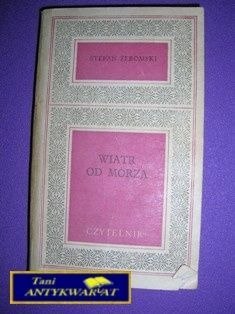 STEFAN ŻEROMSKI
WIATR
OD MORZA
CZYTELNIK
Tani
ANTYKWARIAT